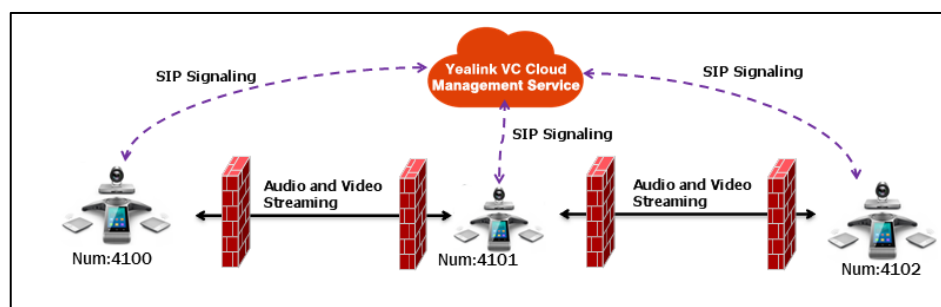 Yealink VC Cloud
Management Service
SIP Signaling
SIP Signaling
SIP Signaling
Audio and Video
Streaming
Audio and Video
Streaming
Num:4100
Num:4101
Num:4102